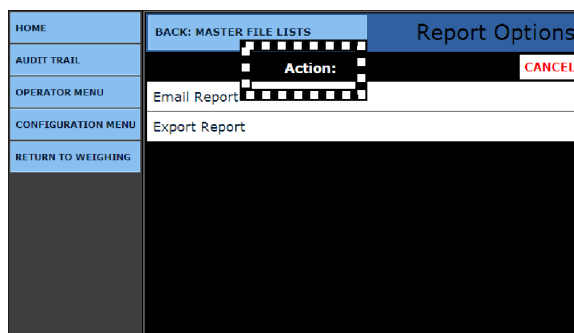 HOME
BACK: MASTER FILE LISTS
Report Options
AUDIT TRAIL
Action:
CANCEL
OPERATOR MENU
Email Report
CONFIGURATION MENU
Export Report
RETURN TO WEIGHING